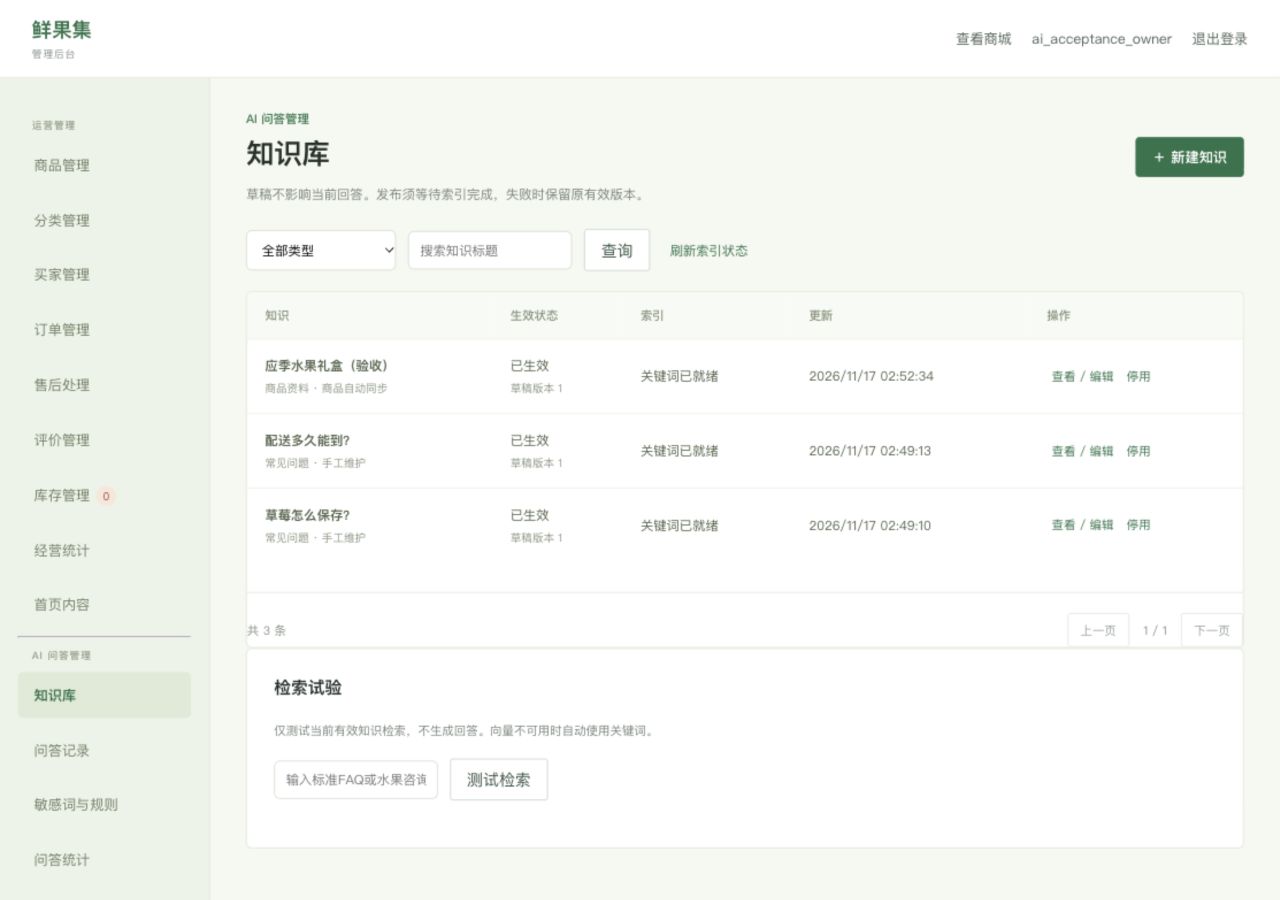 鲜果集
管理后台
查看商城 ai_acceptance_owner 退出登录
运营管理
商品管理
分类管理
买家管理
订单管理
售后处理
评价管理
库存管理 0
经营统计
首页内容
AI 问答管理
知识库
问答记录
敏感词与规则
问答统计
AI 问答管理
知识库
+ 新建知识
草稿不影响当前回答。发布须等待索引完成，失败时保留原有效版本。
全部类型 搜索知识标题 查询 刷新索引状态
知识 生效状态 索引 更新 操作
应季水果礼盒（验收） 已生效 关键词已就绪 2026/11/17 02:52:34 查看 / 编辑 停用
商品资料 · 商品自动同步 草稿版本 1
配送多久能到? 已生效 关键词已就绪 2026/11/17 02:49:13 查看 / 编辑 停用
常见问题 · 手工维护 草稿版本 1
草莓怎么保存? 已生效 关键词已就绪 2026/11/17 02:49:10 查看 / 编辑 停用
常见问题 · 手工维护 草稿版本 1
共 3 条 上一页 1 / 1 下一页
检索试验
仅测试当前有效知识检索，不生成回答。向量不可用时自动使用关键词。
输入标准FAQ或水果咨询 测试检索